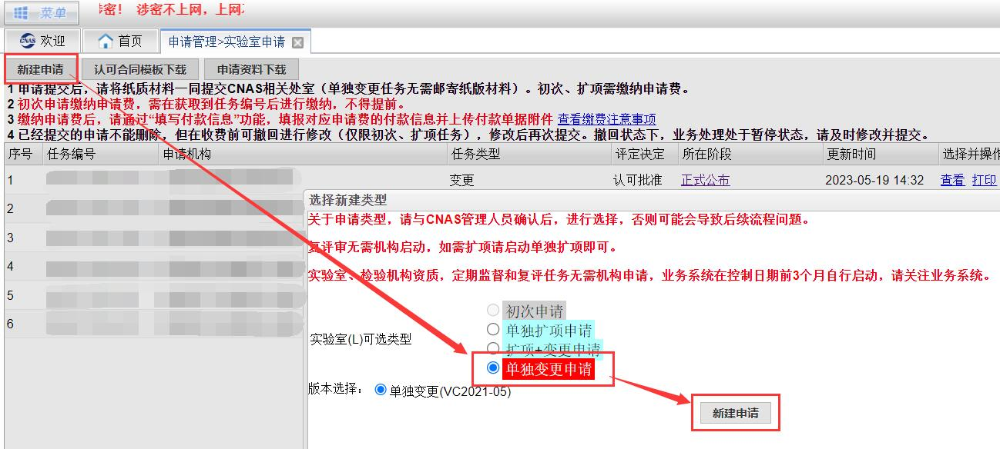 菜单 涉密！ 涉密不上网，上网
CNAS 欢迎 首页 申请管理>实验室申请
新建申请 认可合同模板下载 申请资料下载
1 申请提交后，请将纸质材料一同提交CNAS相关处室（单独变更任务无需邮寄纸版材料）。初次、扩项需缴纳申请费。
2 初次申请缴纳申请费，需在获取到任务编号后进行缴纳，不得提前。
3 缴纳申请费后，请通过“填写付款信息”功能，填报对应申请费的付款信息并上传付款单据附件 查看缴费注意事项
4 已经提交的申请不能删除，但在收费前可撤回进行修改（仅限初次、扩项任务），修改后再次提交。撤回状态下，业务处理处于暂停状态，请及时修改并提交。
序号 任务编号 申请机构 任务类型 评定决定 所在阶段 更新时间 选择并操作
1 变更 认可批准 正式公布 2023-05-19 14:32 查看 打印
2
3
4
5
6
选择新建类型
关于申请类型，请与CNAS管理人员确认后，进行选择，否则可能会导致后续流程问题。
复评审无需机构启动，如需扩项请启动单独扩项即可。
实验室、检验机构资质，定期监督和复评任务无需机构申请，业务系统在控制日期前3个月自行启动，请关注业务系统。
初次申请
单独扩项申请
实验室(L)可选类型
扩项+变更申请
单独变更申请
版本选择： 单独变更(VC2021-05)
新建申请